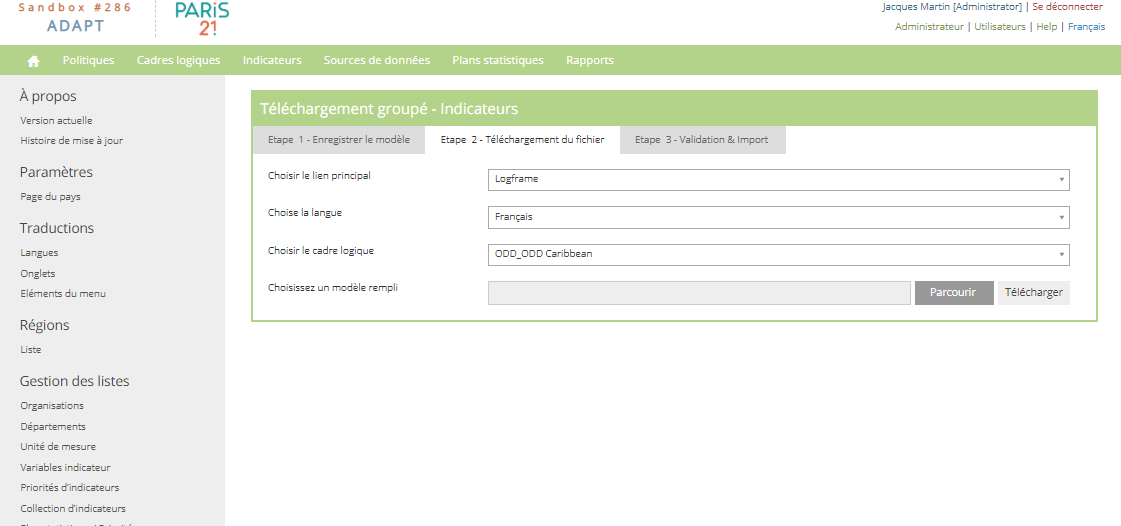 Sandbox #286
ADAPT
PARiS
21
Jacques Martin [Administrator] | Se déconnecter
Administrateur | Utilisateurs | Help | Français
Politiques Cadres logiques Indicateurs Sources de données Plans statistiques Rapports
À propos
Version actuelle
Histoire de mise à jour
Paramètres
Page du pays
Traductions
Langues
Onglets
Eléments du menu
Régions
Liste
Gestion des listes
Organisations
Départements
Unité de mesure
Variables indicateur
Priorités d'indicateurs
Collection d'indicateurs
Téléchargement groupé - Indicateurs
Etape 1 - Enregistrer le modèle Etape 2 - Téléchargement du fichier Etape 3 - Validation & Import
Choisir le lien principal Logframe
Choise la langue Français
Choisir le cadre logique ODD_ODD Caribbean
Choisissez un modèle rempli Parcourir Télécharger